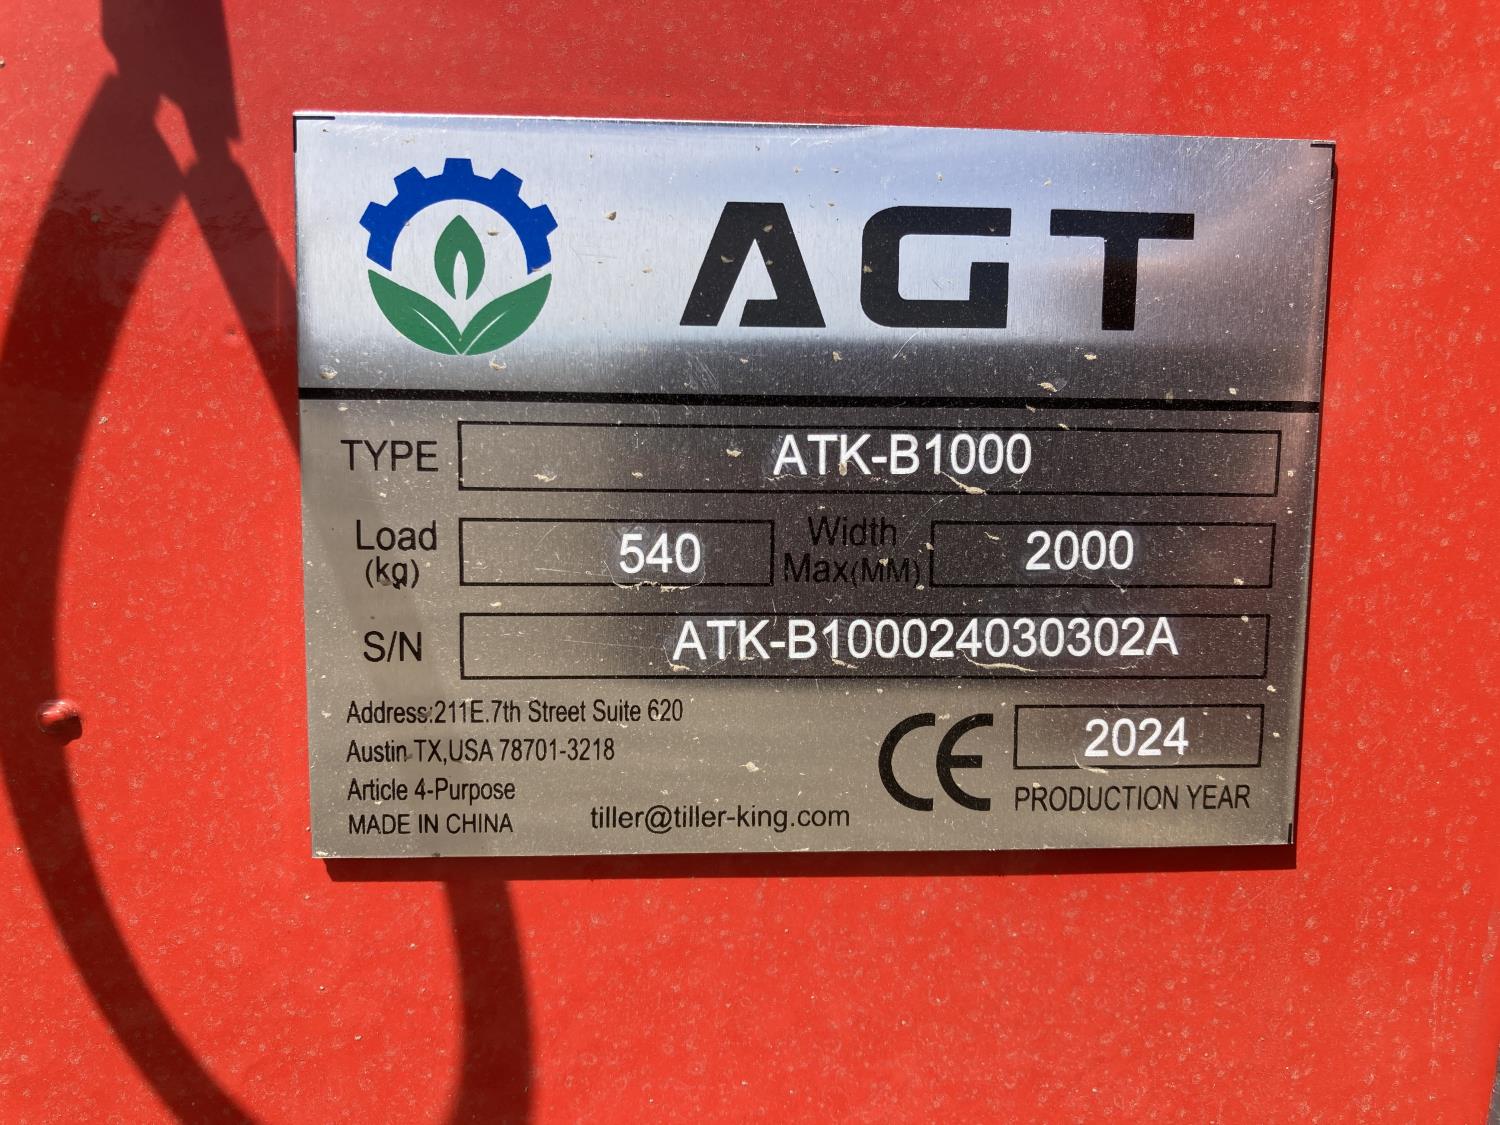 AGT
TYPE ATK-B1000
Load (kg) 540 Width Max(MM) 2000
S/N ATK-B100024030302A
Address:211E.7th Street Suite 620
Austin TX,USA 78701-3218
Article 4-Purpose
MADE IN CHINA
tiller@tiller-king.com
CE
2024
PRODUCTION YEAR